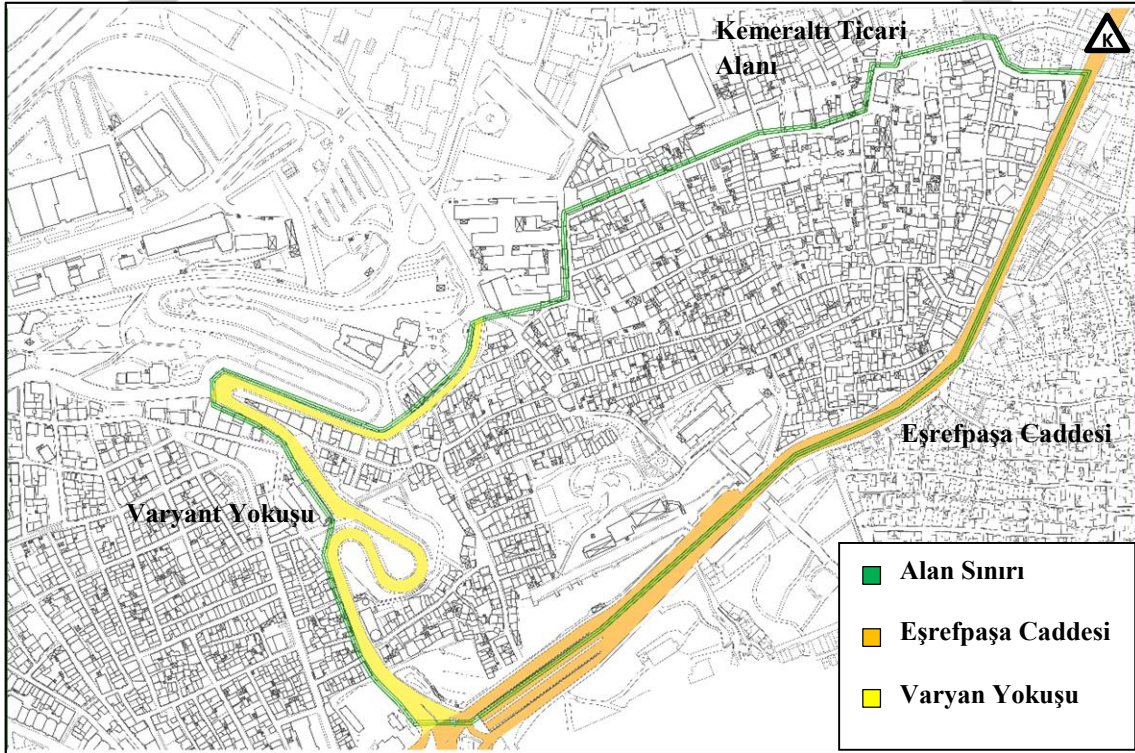 Kemeraltı Ticari
Alanı
K
Eşrefpaşa Caddesi
Varyant Yokuşu
Alan Sınırı
Eşrefpaşa Caddesi
Varyan Yokuşu